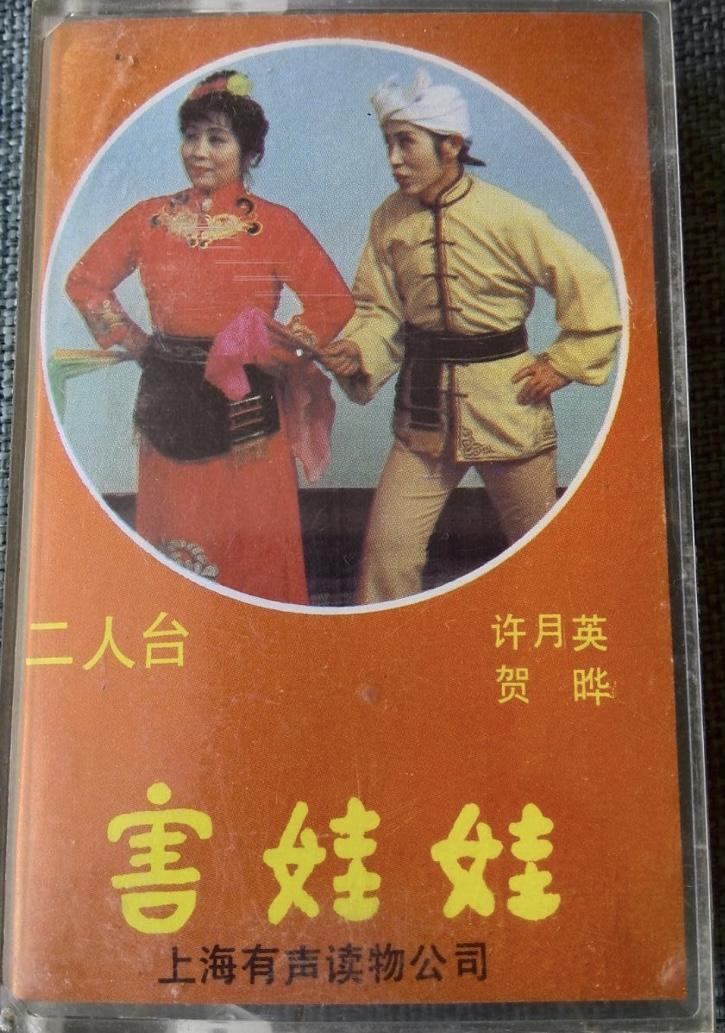 二人台
许月英
贺晔
害娃娃
上海有声读物公司